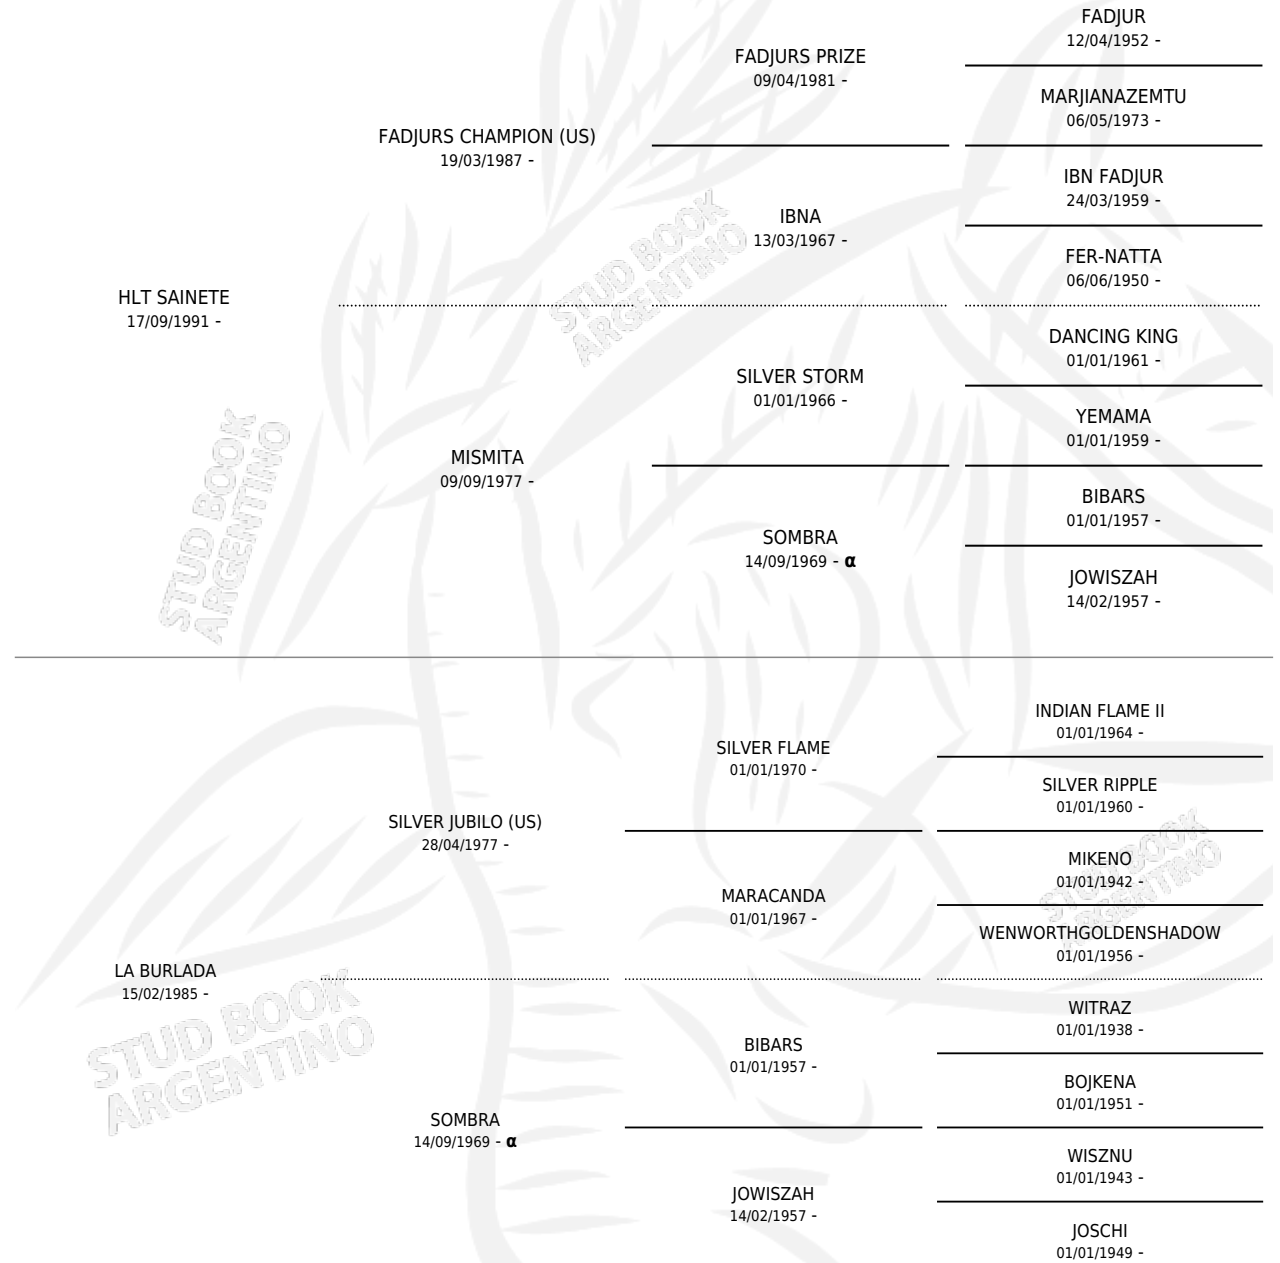 FADJUR
12/04/1952 -
FADJURS PRIZE
09/04/1981 -
MARJIANAZEMTU
06/05/1973 -
FADJURS CHAMPION (US)
19/03/1987 -
IBN FADJUR
24/03/1959 -
IBNA
13/03/1967 -
FER-NATTA
06/06/1950 -
HLT SAINETE
17/09/1991 -
DANCING KING
01/01/1961 -
SILVER STORM
01/01/1966 -
YEMAMA
01/01/1959 -
MISMITA
09/09/1977 -
BIBARS
01/01/1957 -
SOMBRA
14/09/1969 - α
JOWISZAH
14/02/1957 -
STUD BOOK
ARGENTINO
STUD BOOK
ARGENTINO
INDIAN FLAME II
01/01/1964 -
SILVER FLAME
01/01/1970 -
SILVER RIPPLE
01/01/1960 -
SILVER JUBILO (US)
28/04/1977 -
MIKENO
01/01/1942 -
MARACANDA
01/01/1967 -
WENWORTHGOLDENSHADOW
01/01/1956 -
LA BURLADA
15/02/1985 -
WITRAZ
01/01/1938 -
BIBARS
01/01/1957 -
BOJKENA
01/01/1951 -
SOMBRA
14/09/1969 - α
WISZNU
01/01/1943 -
JOWISZAH
14/02/1957 -
JOSCHI
01/01/1949 -
STUD BOOK
ARGENTINO
STUD BOOK
ARGENTINO